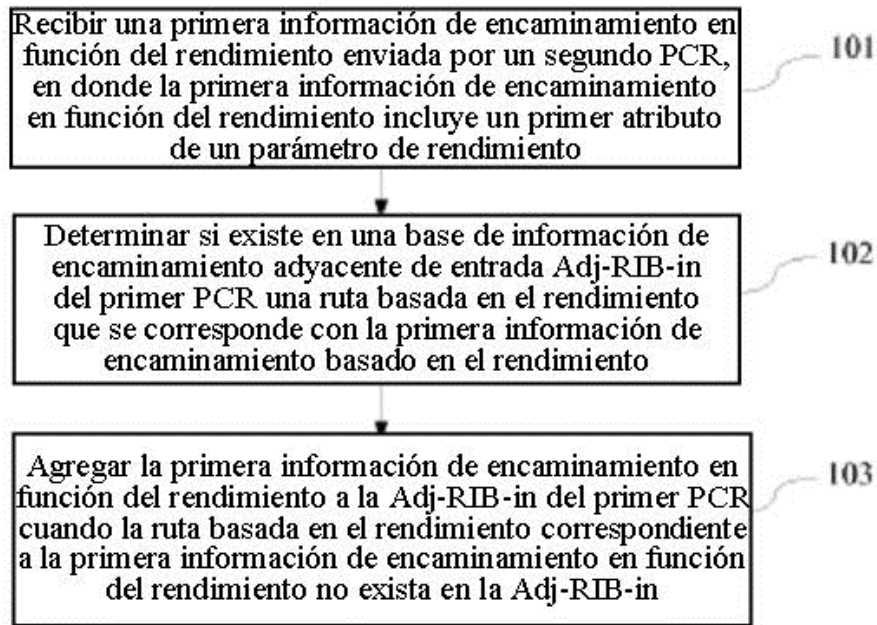 Recibir una primera información de encaminamiento en
función del rendimiento enviada por un segundo PCR,
en donde la primera información de encaminamiento
en función del rendimiento incluye un primer atributo
de un parámetro de rendimiento
101
Determinar si existe en una base de información de
encaminamiento adyacente de entrada Adj-RIB-in
del primer PCR una ruta basada en el rendimiento
que se corresponde con la primera información de
encaminamiento basado en el rendimiento
102
Agregar la primera información de encaminamiento en
función del rendimiento a la Adj-RIB-in del primer PCR
cuando la ruta basada en el rendimiento correspondiente
a la primera información de encaminamiento en función
del rendimiento no exista en la Adj-RIB-in
103